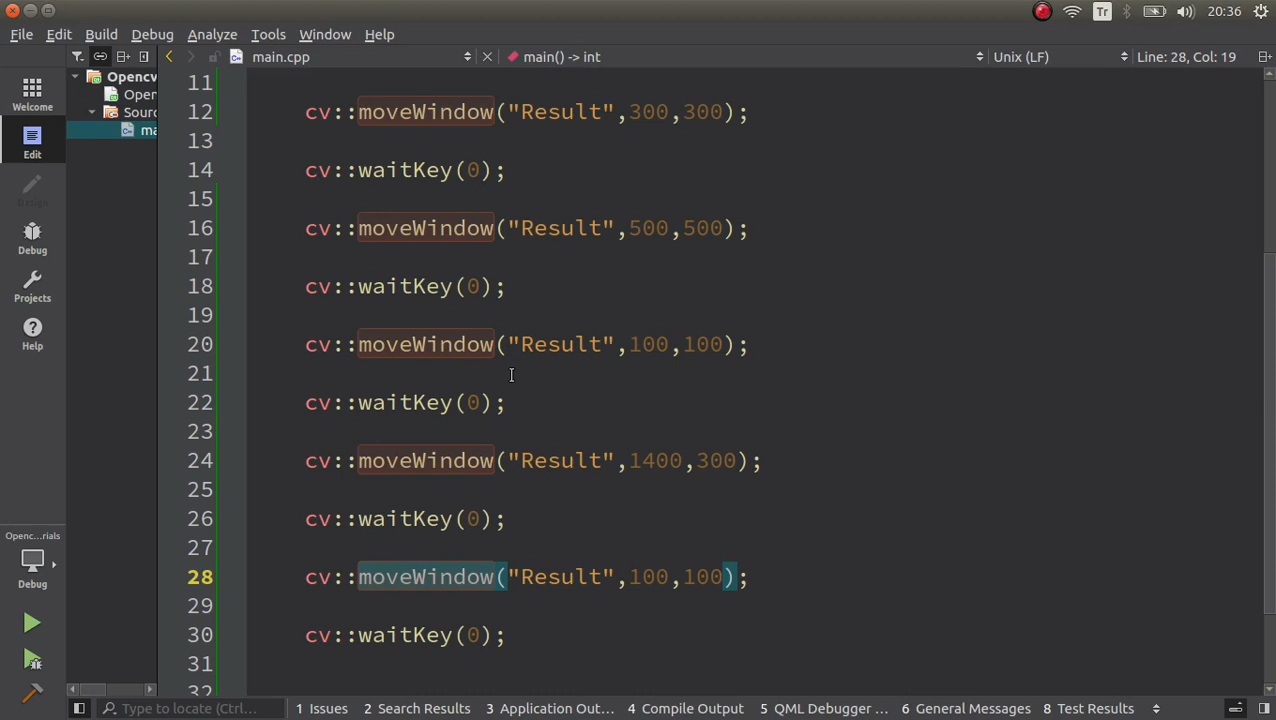 Tr 20:36
File Edit Build Debug Analyze Tools Window Help
main.cpp main() -> int Unix (LF) Line: 28, Col: 19
Welcome
Edit
Design
Debug
Projects
Help
Openc…rials
Debug
Opencv
Open
Sourc
ma
11
12 cv::moveWindow("Result",300,300);
13
14 cv::waitKey(0);
15
16 cv::moveWindow("Result",500,500);
17
18 cv::waitKey(0);
19
20 cv::moveWindow("Result",100,100);
21
22 cv::waitKey(0);
23
24 cv::moveWindow("Result",1400,300);
25
26 cv::waitKey(0);
27
28 cv::moveWindow("Result",100,100);
29
30 cv::waitKey(0);
31
32
Type to locate (Ctrl… 1 Issues 2 Search Results 3 Application Out… 4 Compile Output 5 QML Debugger … 6 General Messages 8 Test Results